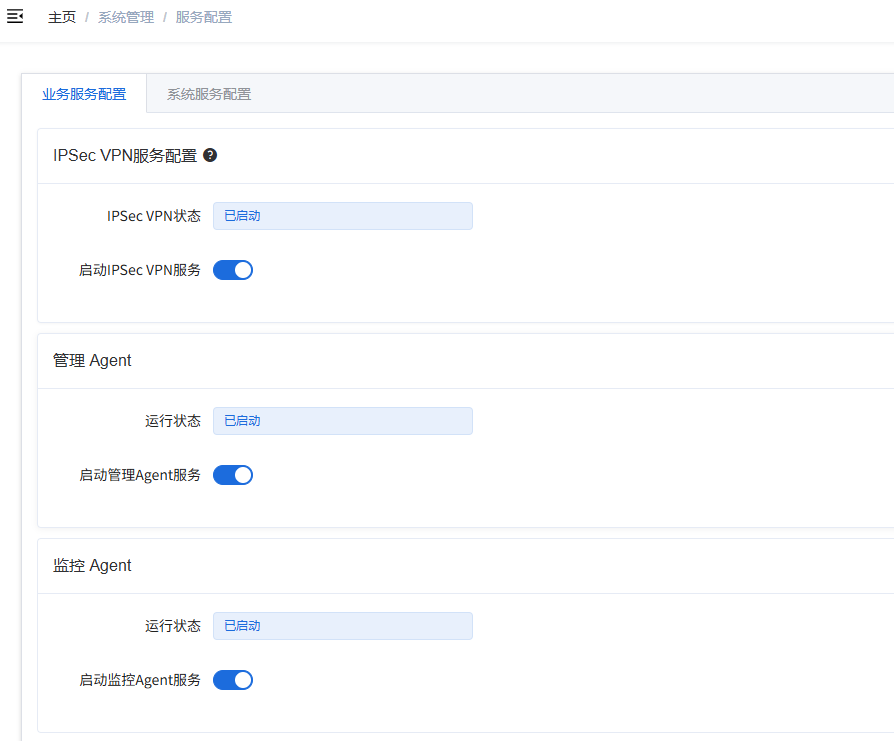 主页 / 系统管理 / 服务配置
业务服务配置 系统服务配置
IPSec VPN服务配置 ?
IPSec VPN状态 已启动
启动IPSec VPN服务
管理 Agent
运行状态 已启动
启动管理Agent服务
监控 Agent
运行状态 已启动
启动监控Agent服务